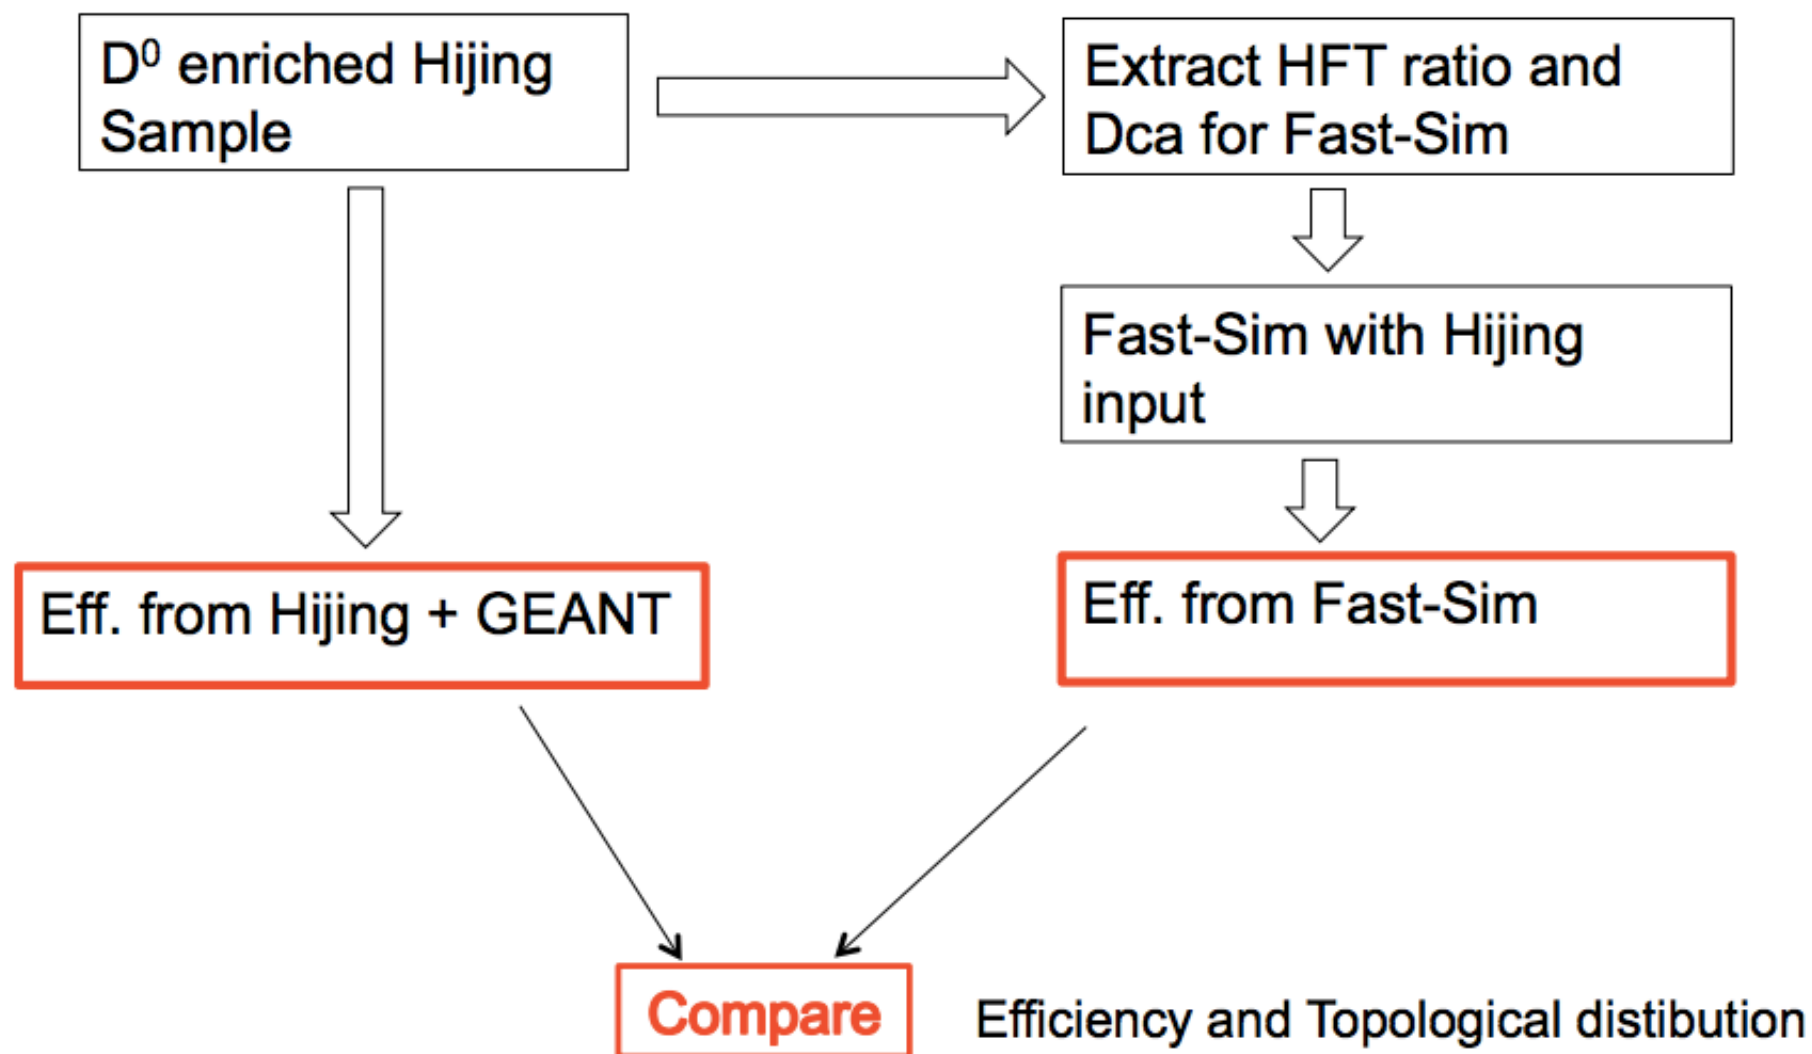 D⁰ enriched Hijing
Sample
Extract HFT ratio and
Dca for Fast-Sim
Fast-Sim with Hijing
input
Eff. from Hijing + GEANT
Eff. from Fast-Sim
Compare
Efficiency and Topological distibution